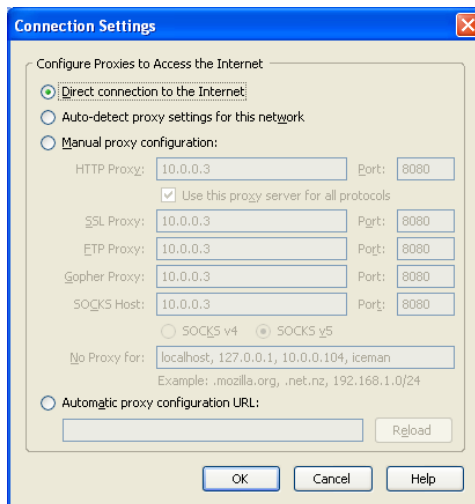 Connection Settings
Configure Proxies to Access the Internet
Direct connection to the Internet
Auto-detect proxy settings for this network
Manual proxy configuration:
HTTP Proxy: 10.0.0.3 Port: 8080
Use this proxy server for all protocols
SSL Proxy: 10.0.0.3 Port: 8080
FTP Proxy: 10.0.0.3 Port: 8080
Gopher Proxy: 10.0.0.3 Port: 8080
SOCKS Host: 10.0.0.3 Port: 8080
SOCKS v4 SOCKS v5
No Proxy for: localhost, 127.0.0.1, 10.0.0.104, iceman
Example: .mozilla.org, .net.nz, 192.168.1.0/24
Automatic proxy configuration URL:
Reload
OK Cancel Help